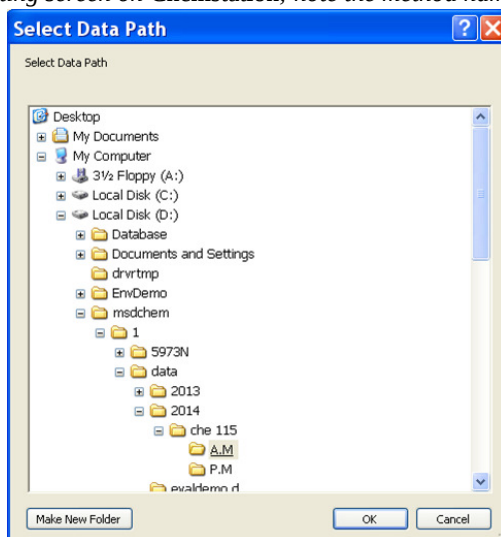 Select Data Path
Select Data Path
Desktop
My Documents
My Computer
3½ Floppy (A:)
Local Disk (C:)
Local Disk (D:)
Database
Documents and Settings
drvrtmp
EnvDemo
msdchem
1
5973N
data
2013
2014
che 115
A.M
P.M
evaldemo.d
Make New Folder
OK
Cancel